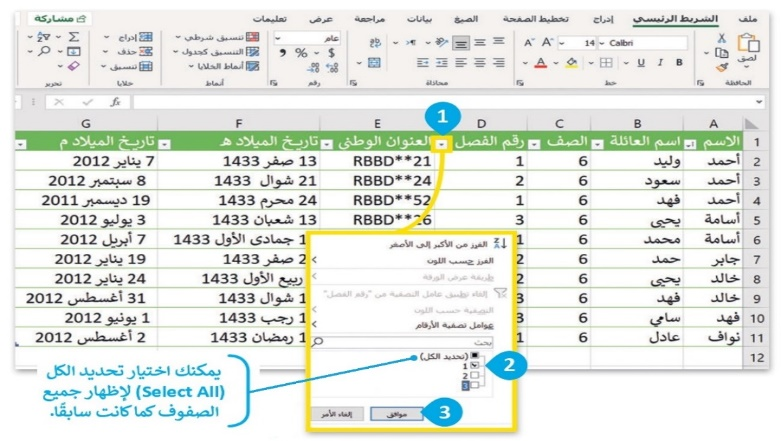 ملف الشريط الرئيسي إدراج تخطيط الصفحة الصيغ بيانات مراجعة عرض تعليمات مشاركة
لصق Calibri 14 A^ A˅ عام تنسيق شرطي إدراج Σ
B I U % $ التنسيق كجدول حذف
أنماط الخلايا تنسيق
الحافظة خط محاذاة رقم أنماط خلايا تحرير
fx
1
A B C D E F G
1 الاسم اسم العائلة الصف رقم الفصل العنوان الوطني تاريخ الميلاد هـ تاريخ الميلاد م
2 أحمد وليد 6 1 RBBD**21 13 صفر 1433 7 يناير 2012
3 أحمد سعود 6 2 RBBD**24 21 شوال 1433 8 سبتمبر 2012
4 أحمد فهد 6 1 RBBD**52 24 محرم 1433 19 ديسمبر 2011
5 أسامة يحيى 6 3 RBBD**26 13 شعبان 1433 3 يوليو 2012
6 أسامة محمد 6 1 1 جمادى الأول 1433 7 أبريل 2012
7 جابر حمد 6 2 2 صفر 1433 19 يناير 2012
8 خالد يحيى 6 2 ربيع الأول 1433 24 يناير 2012
9 خالد فهد 6 3 1 شوال 1433 31 أغسطس 2012
10 فهد سامي 6 3 1 رجب 1433 1 يونيو 2012
11 نواف عادل 6 1 1 رمضان 1433 2 أغسطس 2012
12
الفرز من الأكبر إلى الأصغر
الفرز حسب اللون
طريقة عرض الورقة
إلغاء تطبيق عامل التصفية من "رقم الفصل"
التصفية حسب اللون
عوامل تصفية الأرقام
بحث
(تحديد الكل)
1
2
3
2
موافق
إلغاء الأمر
3
يمكنك اختيار تحديد الكل
(Select All) لإظهار جميع
الصفوف كما كانت سابقًا.